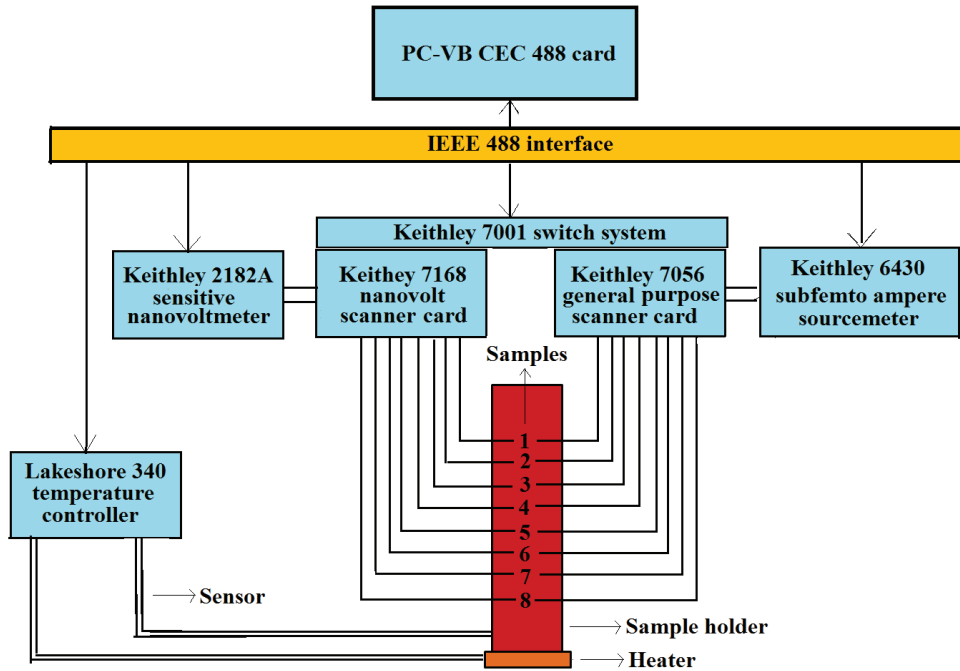 PC-VB CEC 488 card
IEEE 488 interface
Keithley 7001 switch system
Keithley 2182A
sensitive
nanovoltmeter
Keithey 7168
nanovolt
scanner card
Keithley 7056
general purpose
scanner card
Keithley 6430
subfemto ampere
sourcemeter
Samples
1
2
3
4
5
6
7
8
Lakeshore 340
temperature
controller
Sensor
Sample holder
Heater